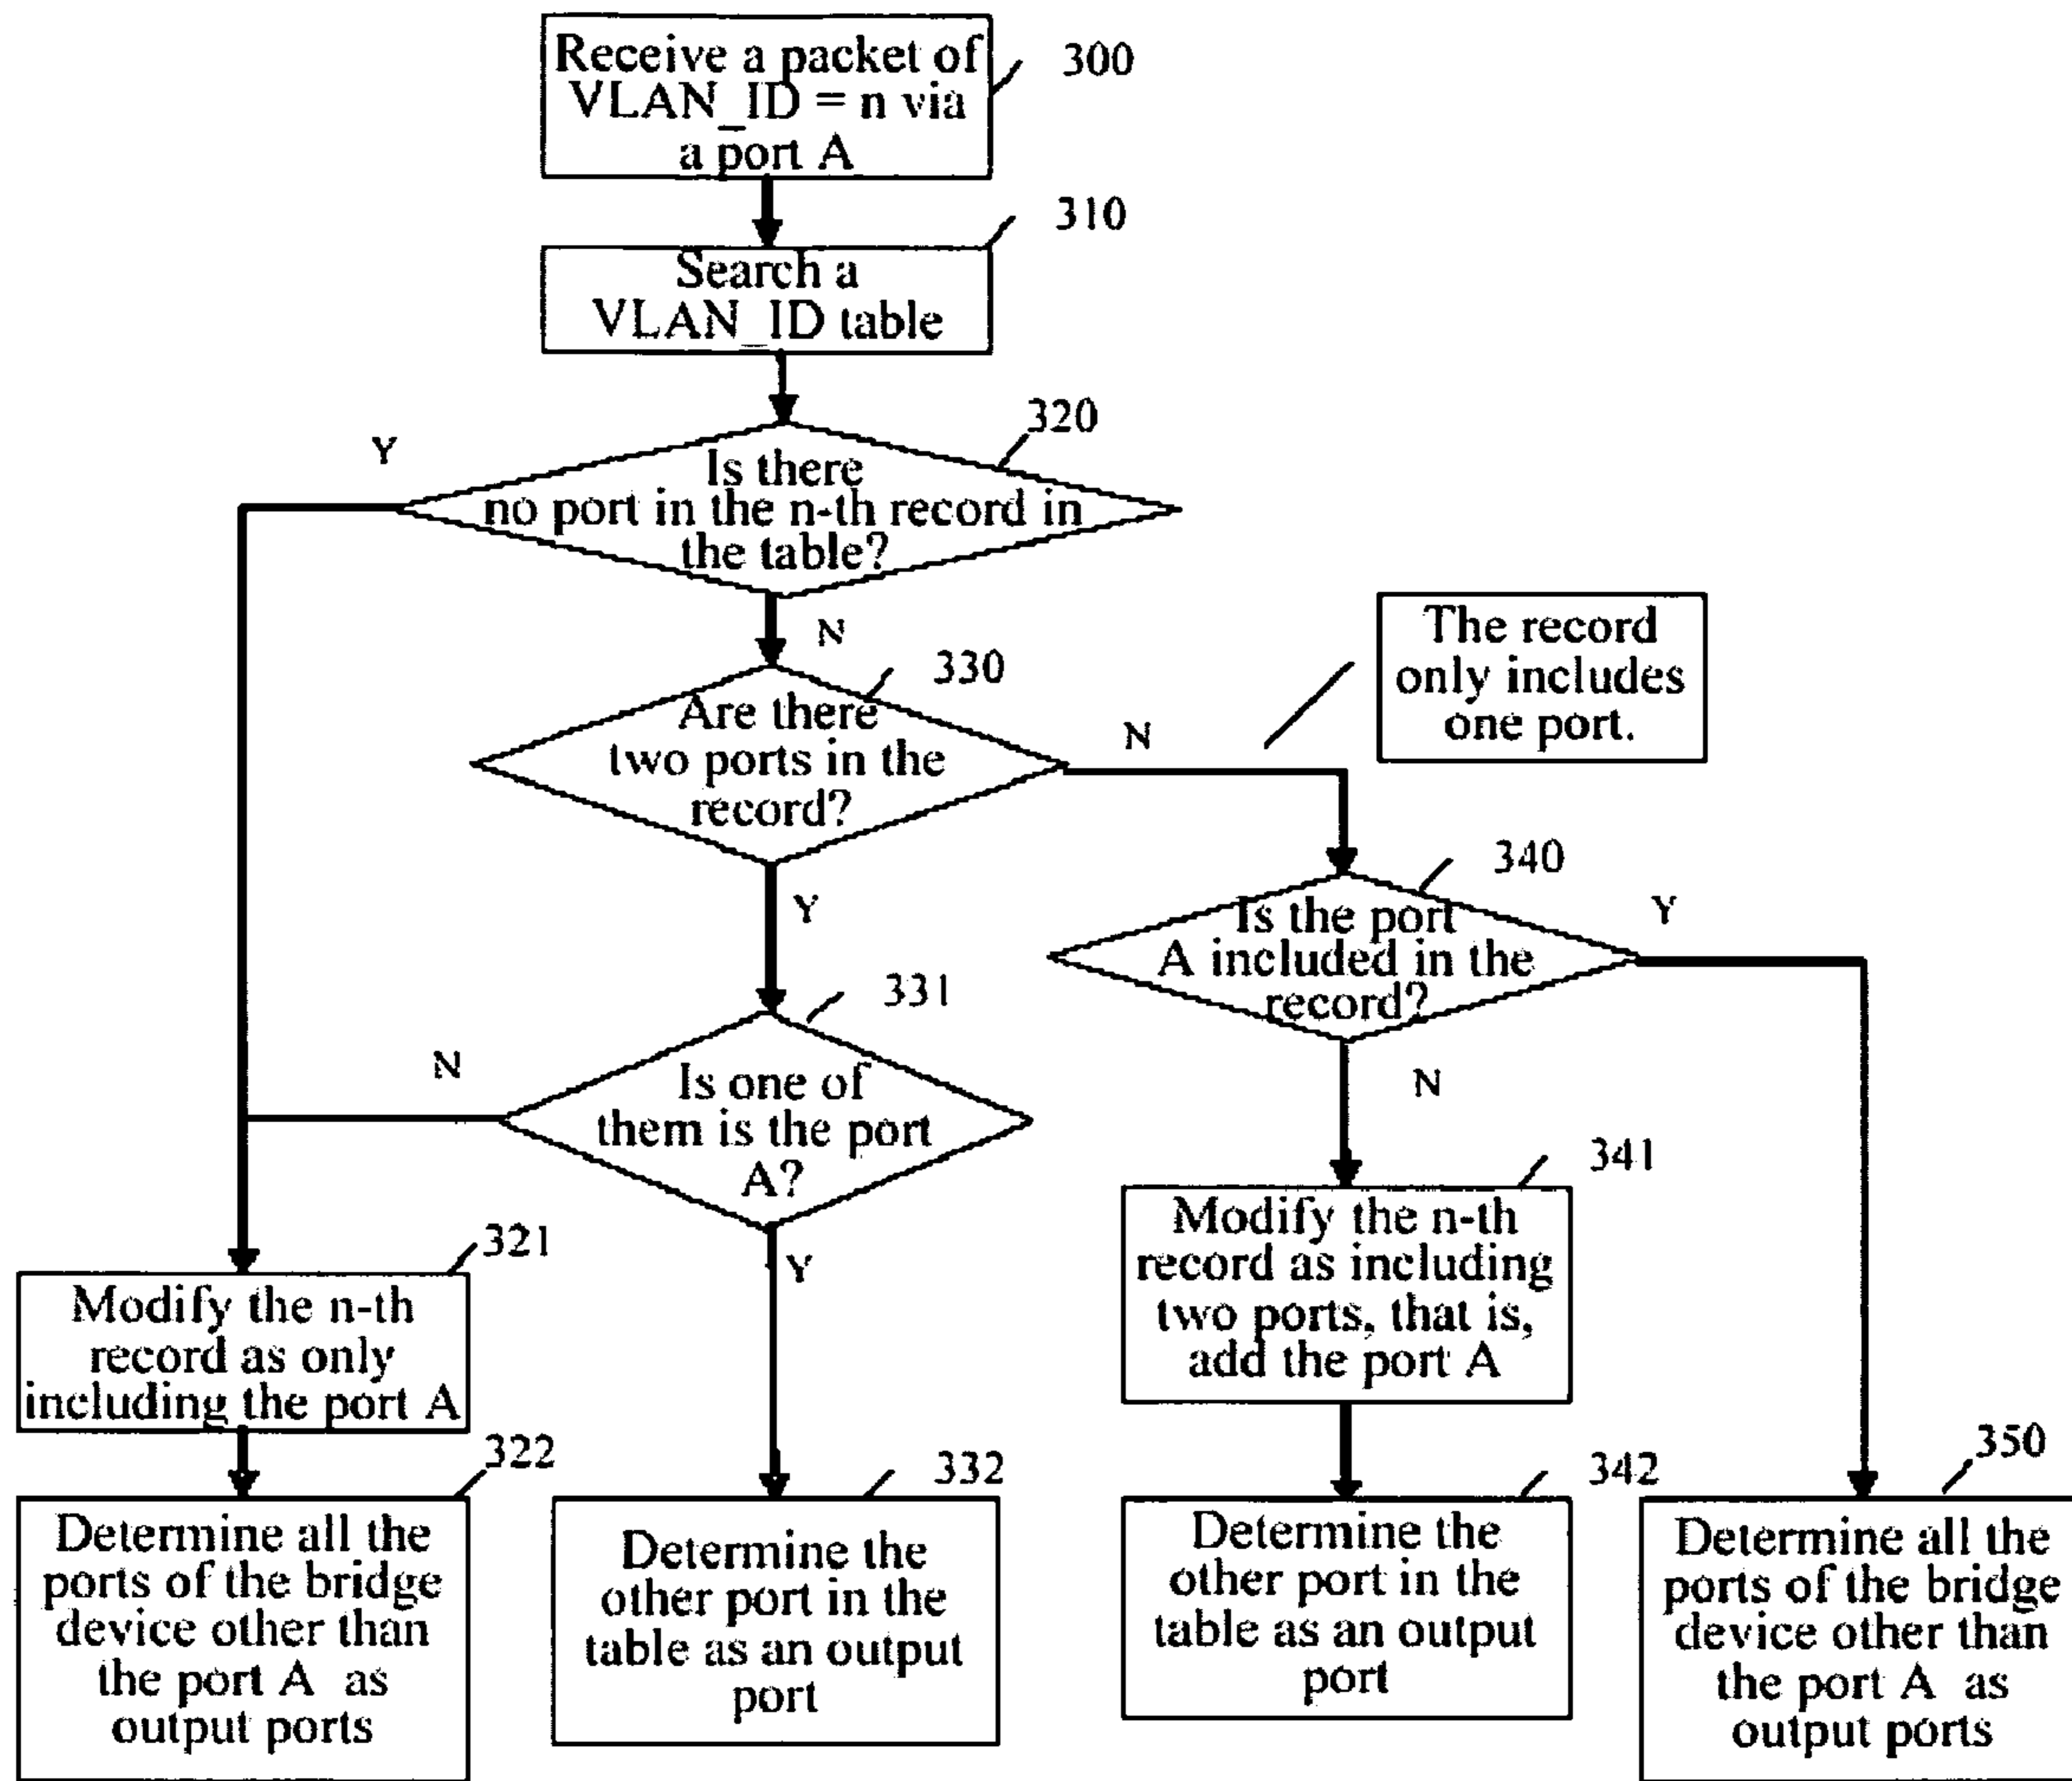 Receive a packet of
VLAN_ID = n via
a port A
300
310
Search a
VLAN_ID table
320
Y
Is there
no port in the n-th record in
the table?
N
The record
only includes
one port.
330
Are there
two ports in the
record?
N
340
Y
Is the port
A included in the
record?
Y
331
N
Is one of
them is the port
A?
N
341
Modify the n-th
record as including
two ports, that is,
add the port A
321
Y
Modify the n-th
record as only
including the port A
322
332
342
350
Determine all the
ports of the bridge
device other than
the port A as
output ports
Determine the
other port in the
table as an output
port
Determine the
other port in the
table as an output
port
Determine all the
ports of the bridge
device other than
the port A as
output ports